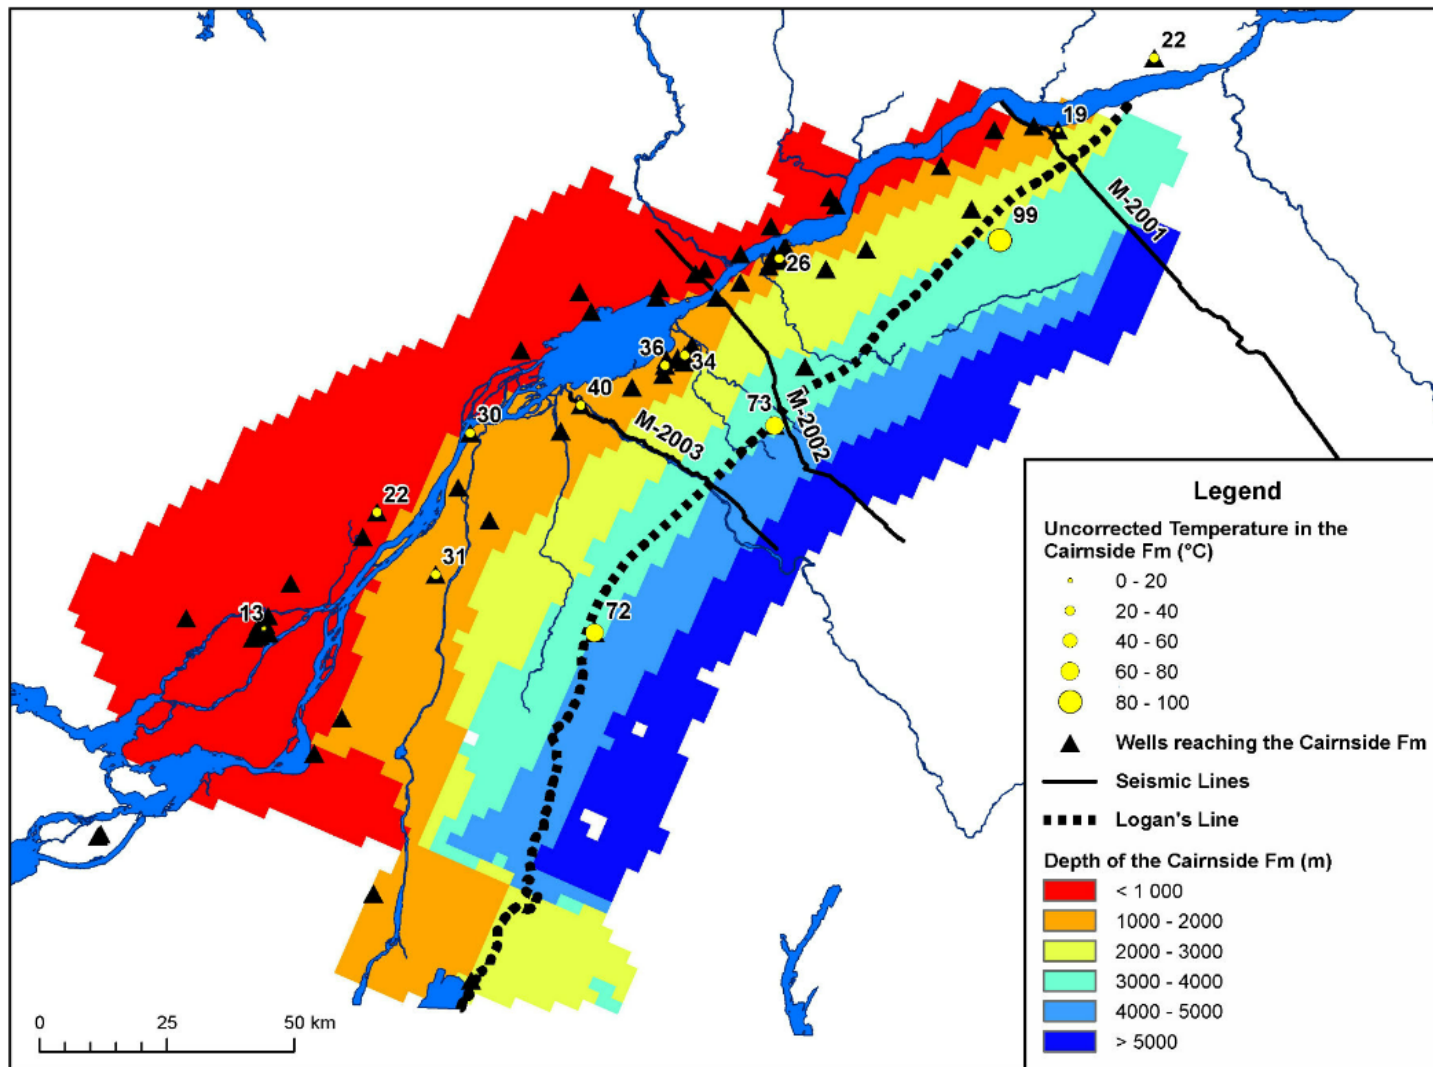 22
19
M-2001
99
26
36
34
40
73
M-2002
30
M-2003
22
31
13
72
0 25 50 km
Legend
Uncorrected Temperature in the
Cairnside Fm (°C)
0 - 20
20 - 40
40 - 60
60 - 80
80 - 100
Wells reaching the Cairnside Fm
Seismic Lines
Logan's Line
Depth of the Cairnside Fm (m)
< 1 000
1000 - 2000
2000 - 3000
3000 - 4000
4000 - 5000
> 5000